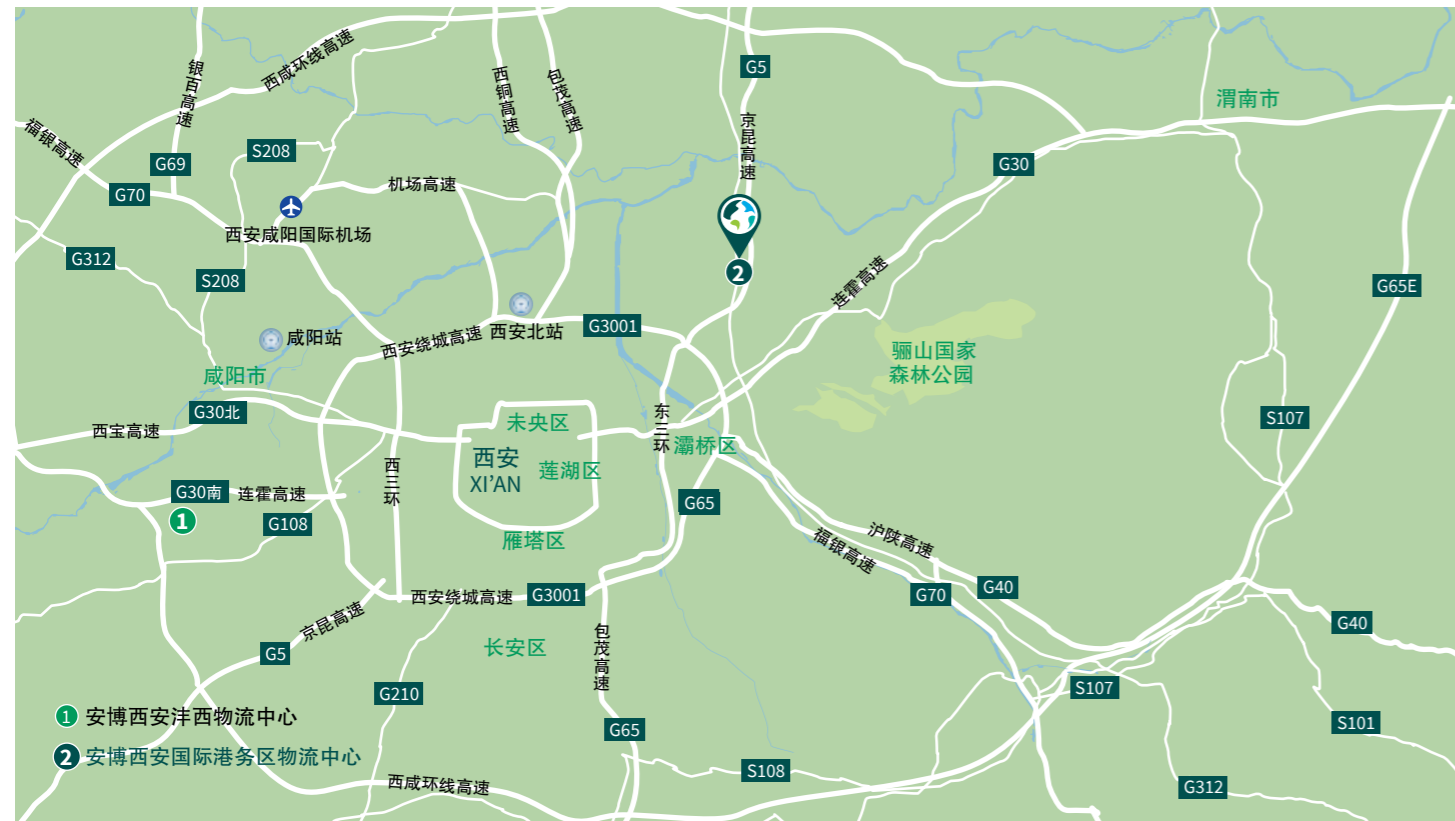 西咸环线高速
银百高速
西铜高速
包茂高速
G5
京昆高速
渭南市
福银高速
G69
S208
G30
G70
机场高速
西安咸阳国际机场
G312
S208
2
连霍高速
G65E
咸阳站
西安绕城高速
西安北站
G3001
骊山国家
森林公园
咸阳市
G30北
西宝高速
未央区
东三环
灞桥区
S107
西安
XI'AN
莲湖区
西三环
G30南
连霍高速
G65
1
G108
雁塔区
福银高速
沪陕高速
西安绕城高速
G3001
G70
G40
京昆高速
G5
长安区
包茂高速
G40
G210
S107
1 安博西安沣西物流中心
G65
S101
2 安博西安国际港务区物流中心
S108
西咸环线高速
G312